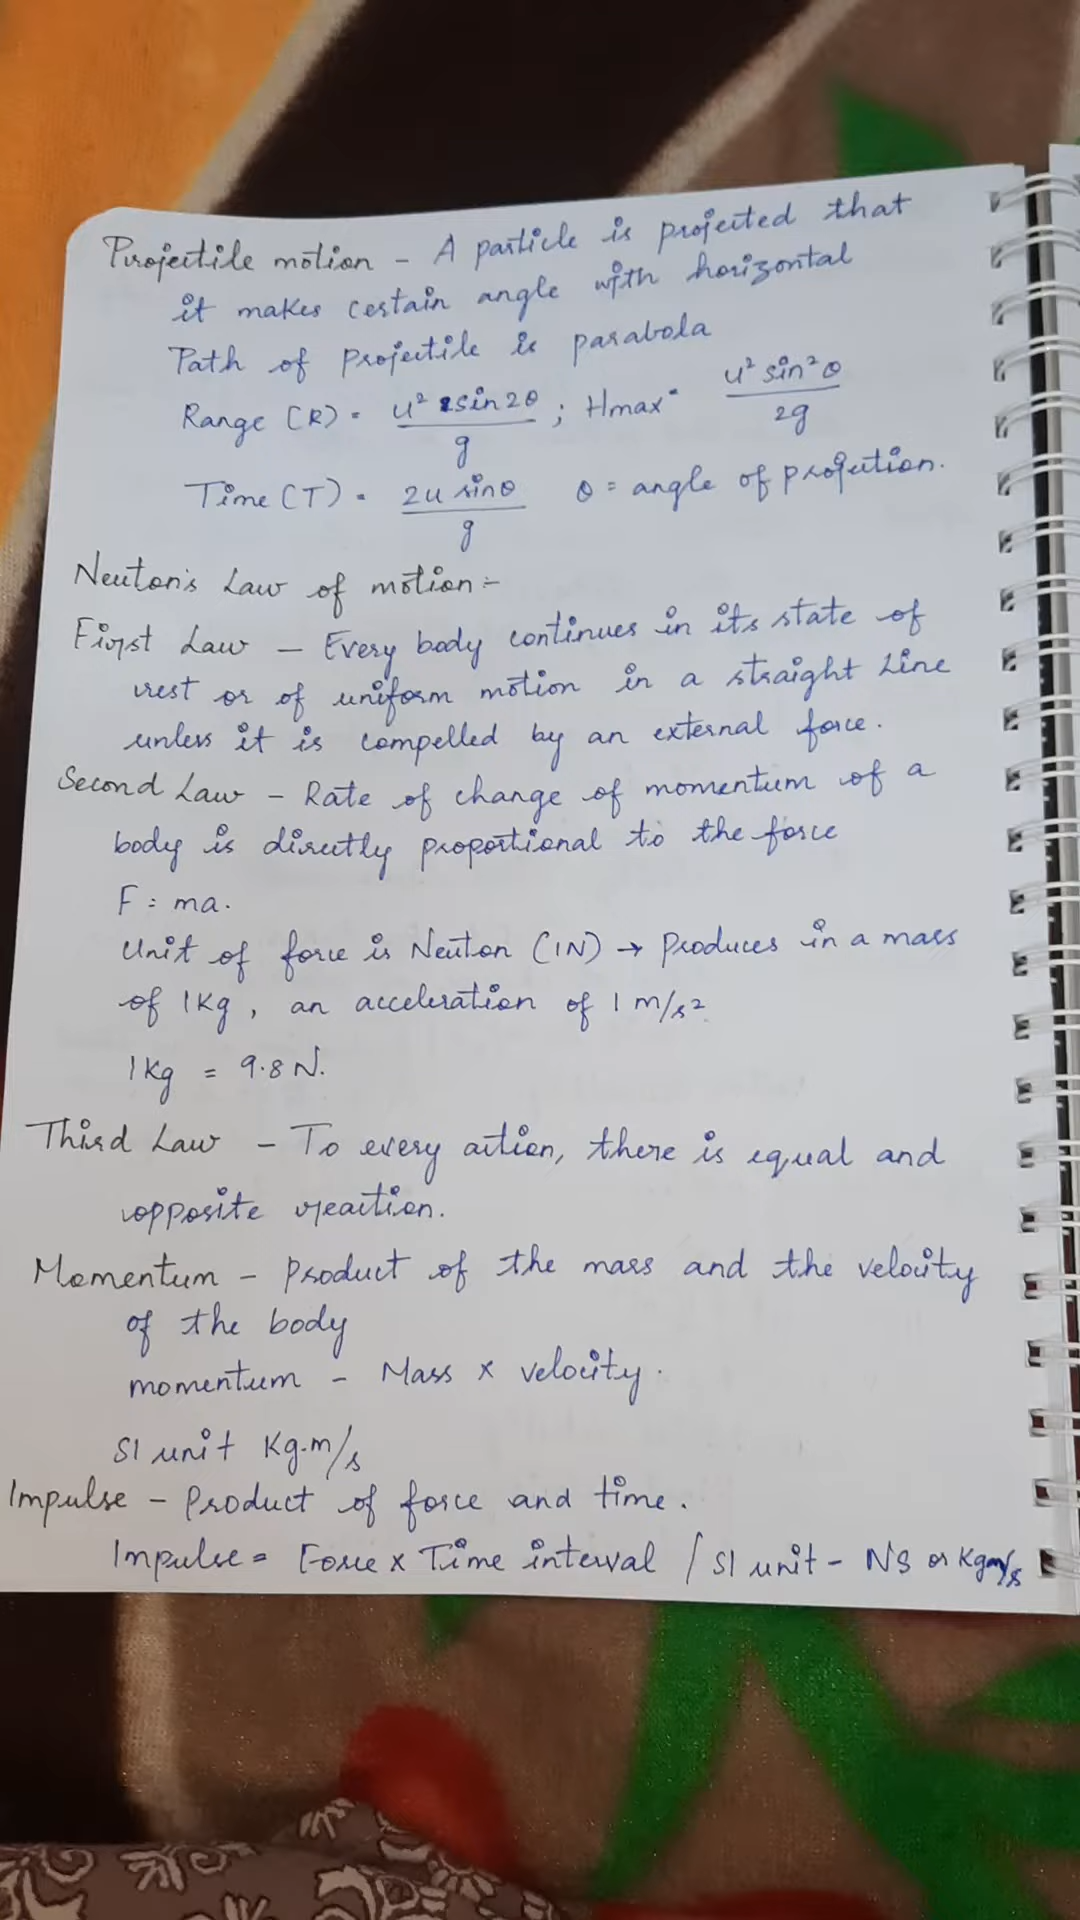 Projectile motion - A particle is projected that
it makes certain angle with horizontal
Path of projectile is parabola
Range (R) = u² sin2θ / g ; Hmax = u² sin²θ / 2g
Time (T) = 2u sinθ / g θ = angle of projection.
Newton's Law of motion :-
First Law - Every body continues in its state of
rest or of uniform motion in a straight Line
unless it is compelled by an external force.
Second Law - Rate of change of momentum of a
body is directly proportional to the force
F = ma.
Unit of force is Newton (1N) → produces in a mass
of 1Kg, an acceleration of 1 m/s²
1Kg = 9.8 N.
Third Law - To every action, there is equal and
opposite reaction.
Momentum - Product of the mass and the velocity
of the body
momentum - Mass x velocity.
SI unit Kg.m/s
Impulse - Product of force and time.
Impulse = Force x Time interval / SI unit - NS or Kgm/s